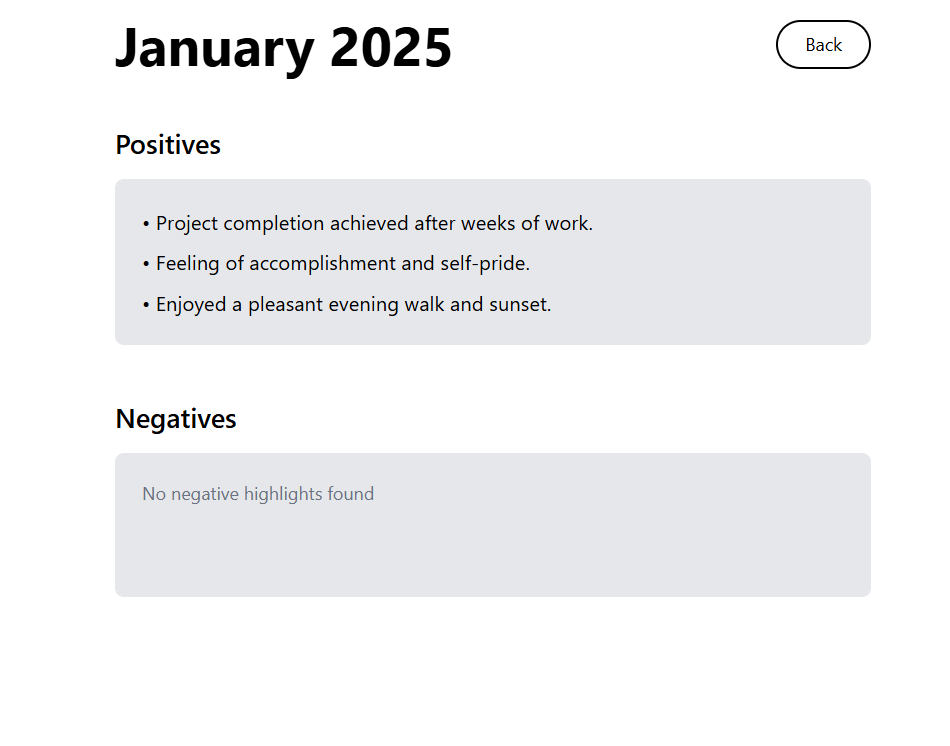 January 2025
Back
Positives
• Project completion achieved after weeks of work.
• Feeling of accomplishment and self-pride.
• Enjoyed a pleasant evening walk and sunset.
Negatives
No negative highlights found